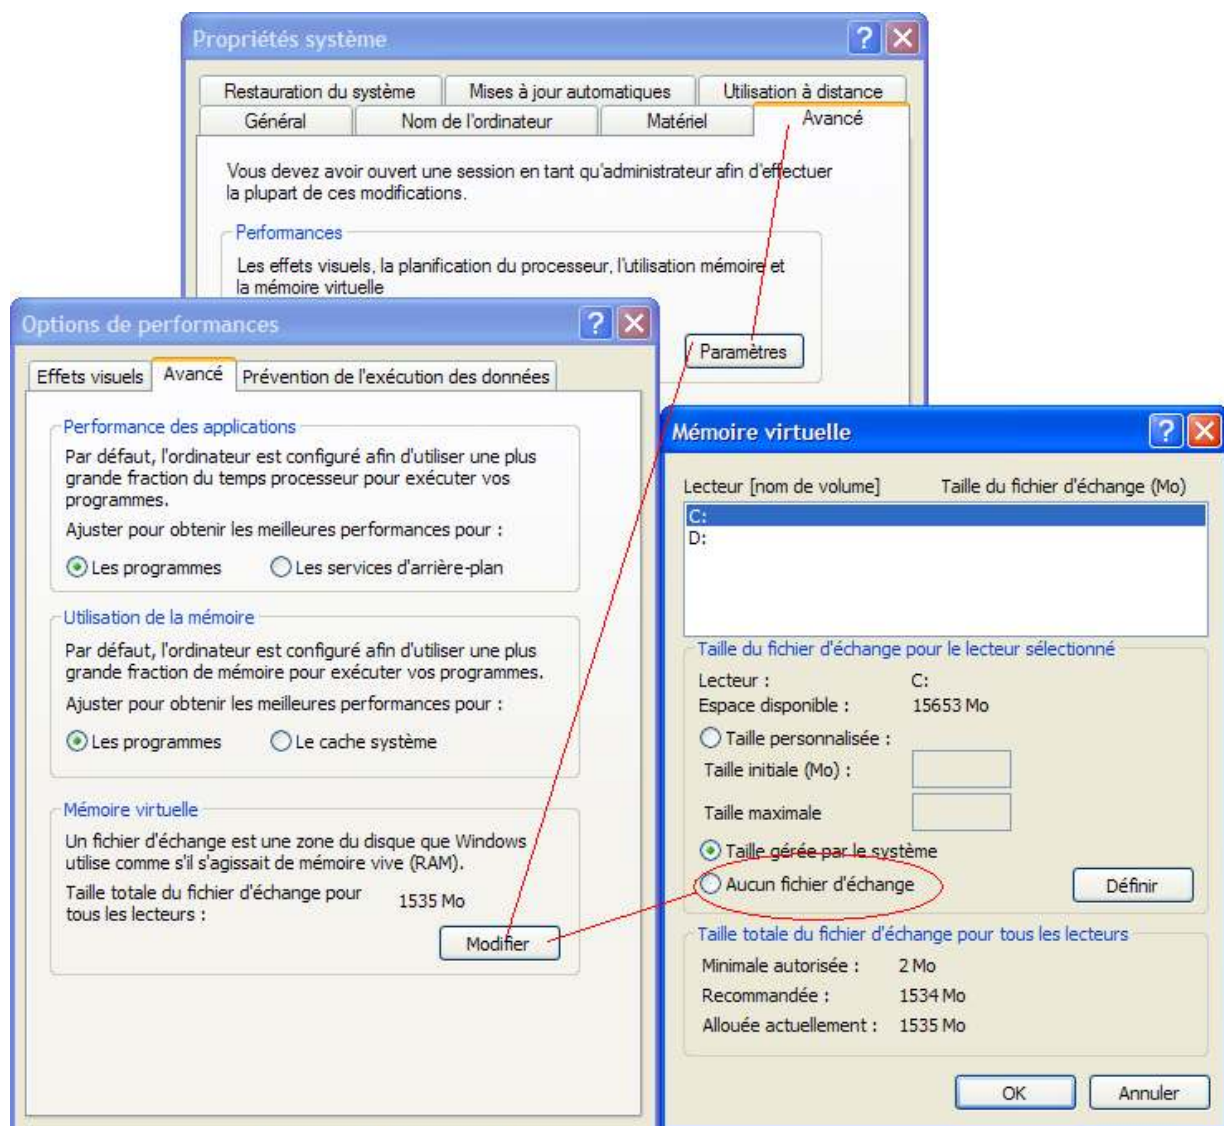 Propriétés système
Restauration du système Mises à jour automatiques Utilisation à distance
Général Nom de l'ordinateur Matériel Avancé
Vous devez avoir ouvert une session en tant qu'administrateur afin d'effectuer
la plupart de ces modifications.
Performances
Les effets visuels, la planification du processeur, l'utilisation mémoire et
la mémoire virtuelle
Paramètres
Options de performances
Effets visuels Avancé Prévention de l'exécution des données
Performance des applications
Par défaut, l'ordinateur est configuré afin d'utiliser une plus
grande fraction du temps processeur pour exécuter vos
programmes.
Ajuster pour obtenir les meilleures performances pour :
Les programmes Les services d'arrière-plan
Utilisation de la mémoire
Par défaut, l'ordinateur est configuré afin d'utiliser une plus
grande fraction de mémoire pour exécuter vos programmes.
Ajuster pour obtenir les meilleures performances pour :
Les programmes Le cache système
Mémoire virtuelle
Un fichier d'échange est une zone du disque que Windows
utilise comme s'il s'agissait de mémoire vive (RAM).
Taille totale du fichier d'échange pour
tous les lecteurs : 1535 Mo
Modifier
Mémoire virtuelle
Lecteur [nom de volume] Taille du fichier d'échange (Mo)
C:
D:
Taille du fichier d'échange pour le lecteur sélectionné
Lecteur : C:
Espace disponible : 15653 Mo
Taille personnalisée :
Taille initiale (Mo) :
Taille maximale
Taille gérée par le système
Aucun fichier d'échange Définir
Taille totale du fichier d'échange pour tous les lecteurs
Minimale autorisée : 2 Mo
Recommandée : 1534 Mo
Allouée actuellement : 1535 Mo
OK Annuler